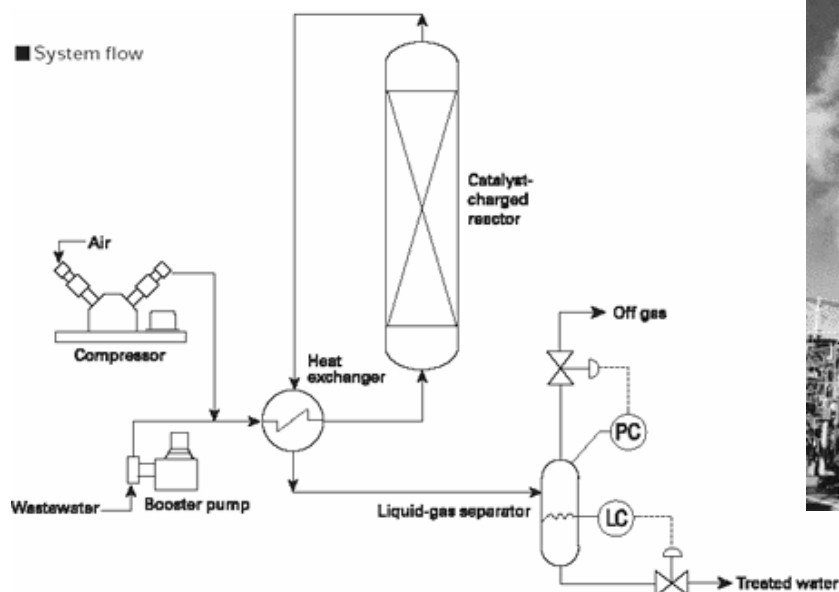 ■ System flow
Catalyst-
charged
reactor
Air
Compressor
Heat
exchanger
Off gas
PC
Wastewater
Booster pump
Liquid-gas separator
LC
Treated water